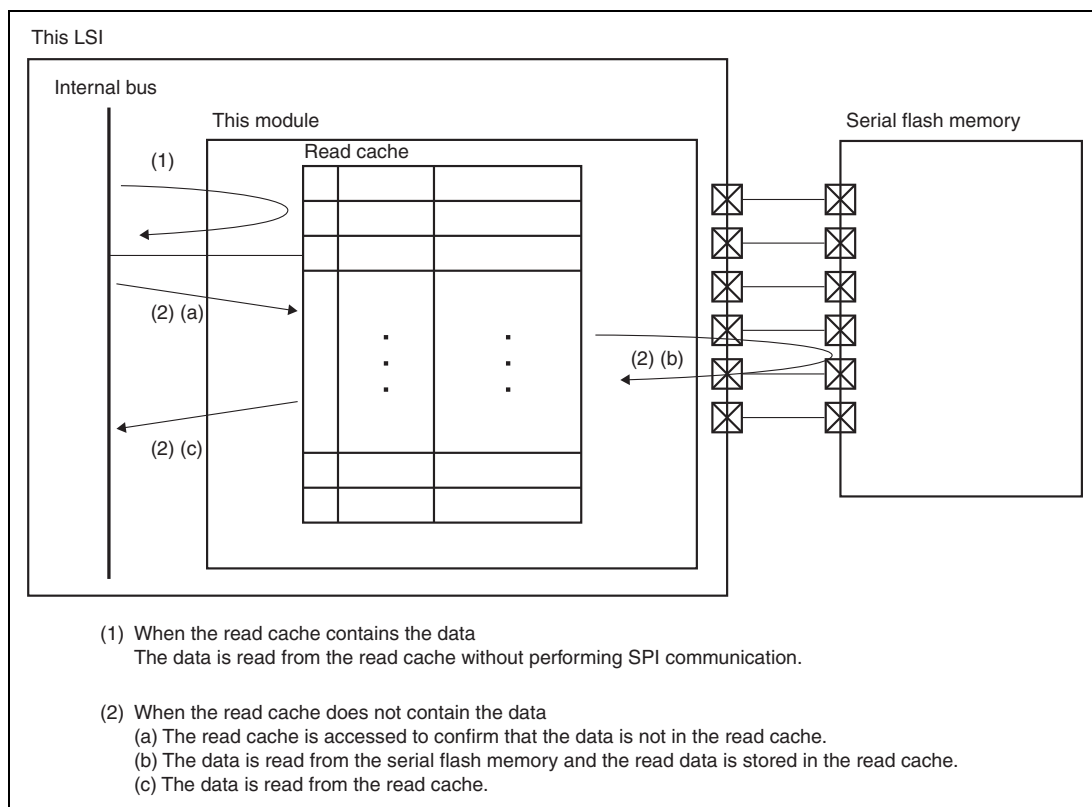 This LSI
Internal bus
This module
Serial flash memory
Read cache
(1)
(2) (a)
(2) (b)
(2) (c)
(1) When the read cache contains the data
The data is read from the read cache without performing SPI communication.
(2) When the read cache does not contain the data
(a) The read cache is accessed to confirm that the data is not in the read cache.
(b) The data is read from the serial flash memory and the read data is stored in the read cache.
(c) The data is read from the read cache.